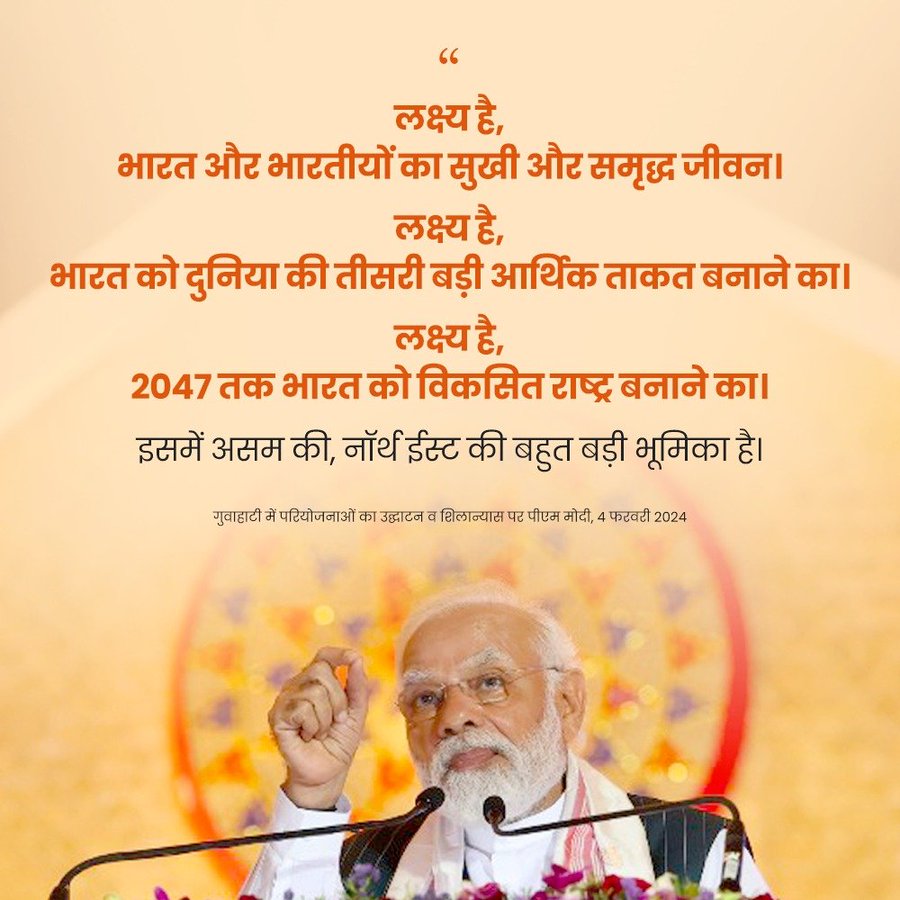 “
लक्ष्य है,
भारत और भारतीयों का सुखी और समृद्ध जीवन।
लक्ष्य है,
भारत को दुनिया की तीसरी बड़ी आर्थिक ताकत बनाने का।
लक्ष्य है,
2047 तक भारत को विकसित राष्ट्र बनाने का।
इसमें असम की, नॉर्थ ईस्ट की बहुत बड़ी भूमिका है।
गुवाहाटी में परियोजनाओं का उद्घाटन व शिलान्यास पर पीएम मोदी, 4 फरवरी 2024